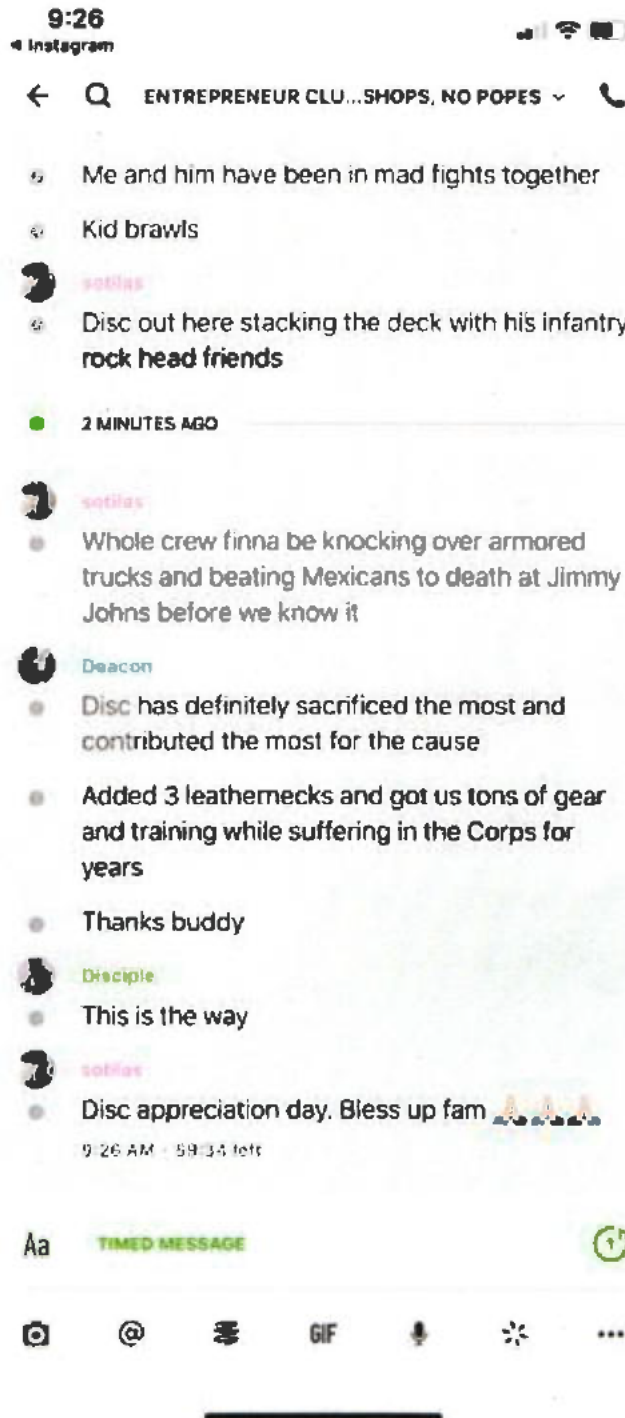 9:26
Instagram
ENTREPRENEUR CLU...SHOPS, NO POPES
Me and him have been in mad fights together
Kid brawls
sotilas
Disc out here stacking the deck with his infantry
rock head friends
2 MINUTES AGO
sotilas
Whole crew finna be knocking over armored
trucks and beating Mexicans to death at Jimmy
Johns before we know it
Deacon
Disc has definitely sacrificed the most and
contributed the most for the cause
Added 3 leathernecks and got us tons of gear
and training while suffering in the Corps for
years
Thanks buddy
Disciple
This is the way
sotilas
Disc appreciation day. Bless up fam 🙏🏻🙏🏻🙏🏻
9:26 AM · 59:34 left
Aa TIMED MESSAGE
@ GIF